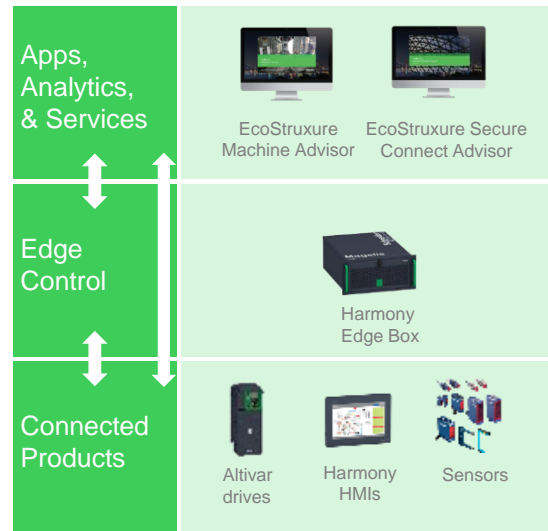 Apps,
Analytics,
& Services
EcoStruxure
Machine Advisor
EcoStruxure Secure
Connect Advisor
Edge
Control
Magelis
Harmony
Edge Box
Connected
Products
Altivar
drives
Harmony
HMIs
Sensors